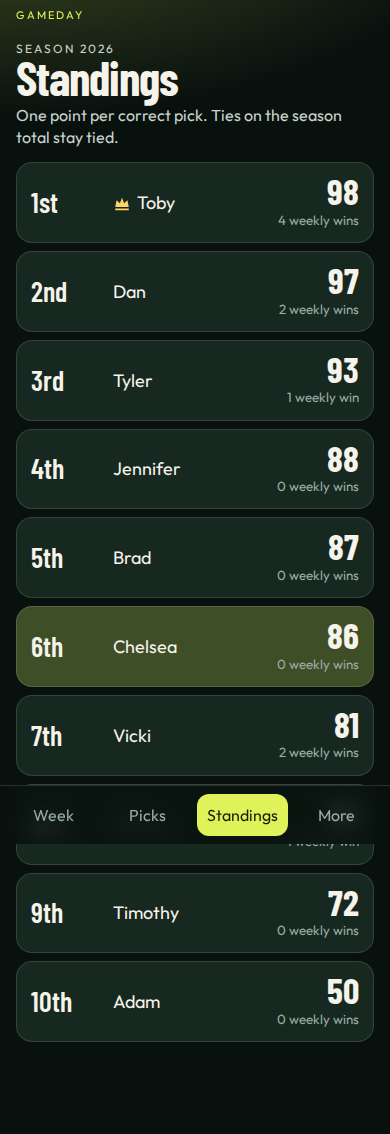 GAMEDAY
SEASON 2026
Standings
One point per correct pick. Ties on the season
total stay tied.
1st Toby 98
4 weekly wins
2nd Dan 97
2 weekly wins
3rd Tyler 93
1 weekly win
4th Jennifer 88
0 weekly wins
5th Brad 87
0 weekly wins
6th Chelsea 86
0 weekly wins
7th Vicki 81
2 weekly wins
Week Picks Standings More
1 weekly win
9th Timothy 72
0 weekly wins
10th Adam 50
0 weekly wins